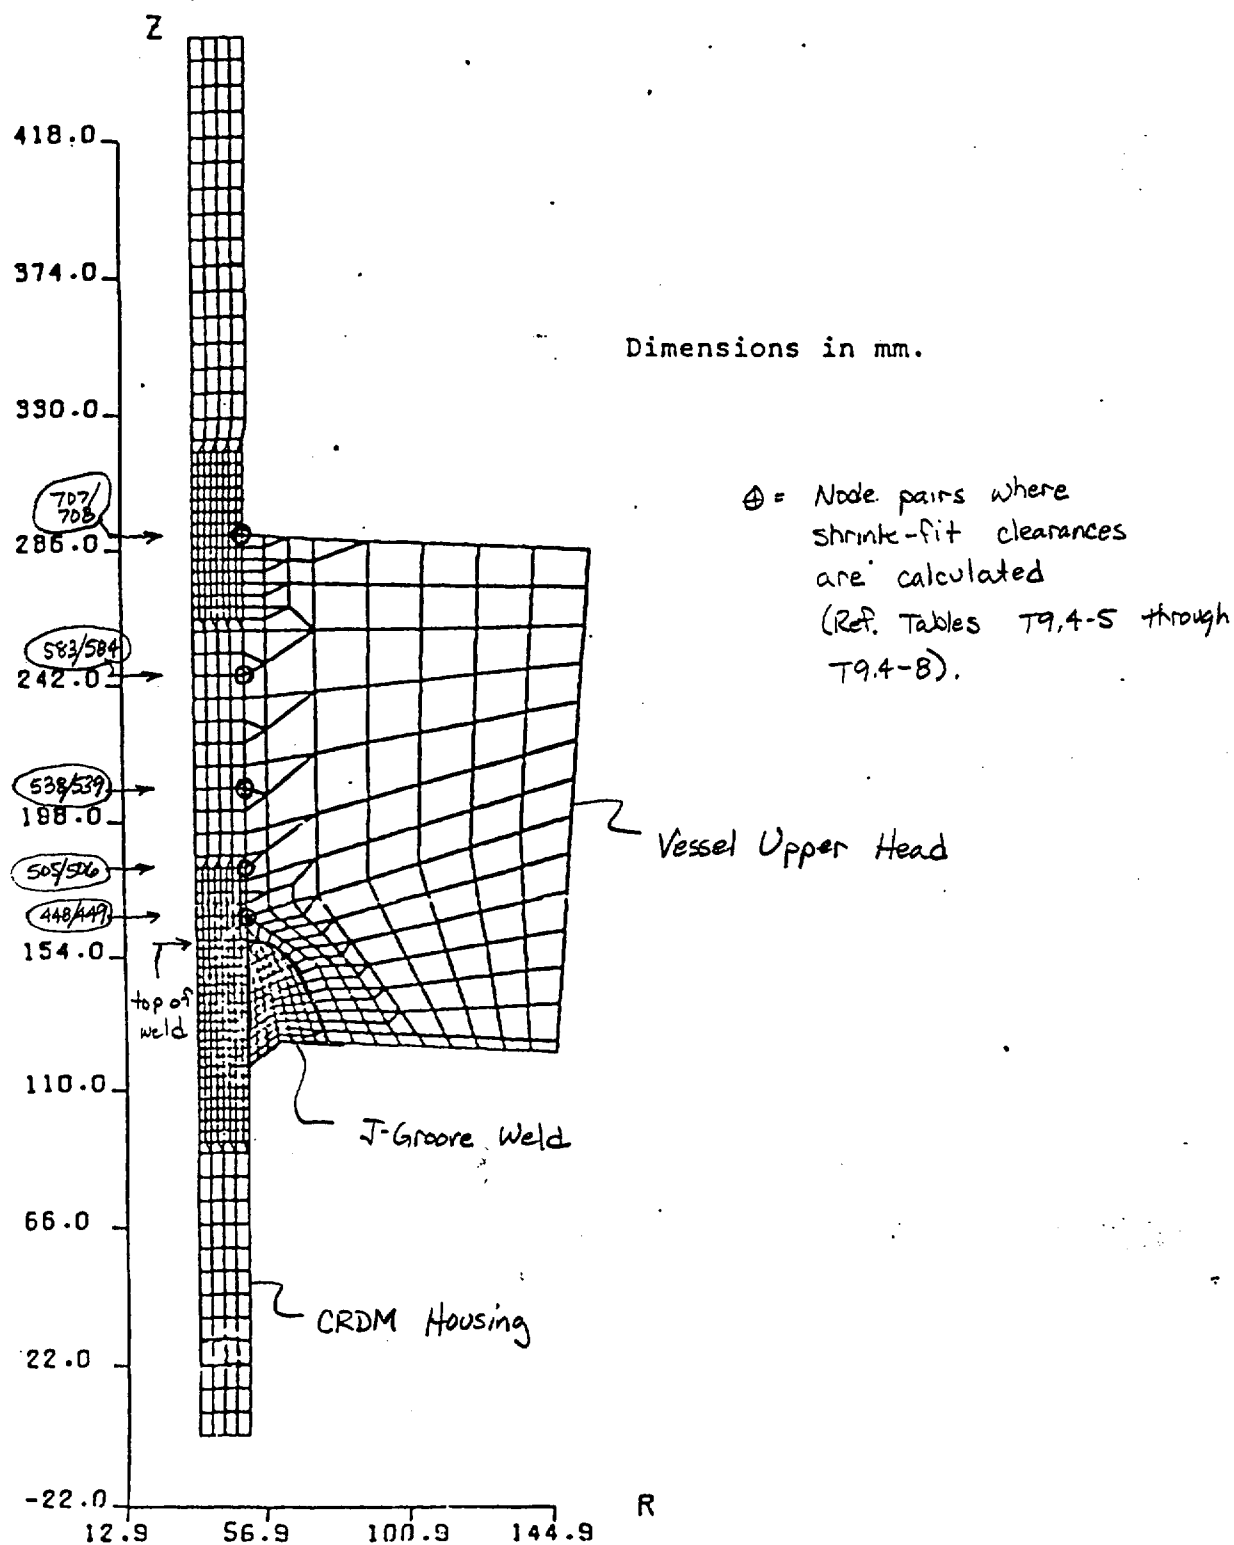 Z
418.0
374.0
Dimensions in mm.
330.0
707/
708
⊕ = Node pairs where
shrink-fit clearances
are calculated
(Ref. Tables T9.4-5 through
T9.4-8).
286.0
583/584
242.0
538/539
198.0
Vessel Upper Head
505/506
448/449
154.0
top of
weld
110.0
J-Groove Weld
66.0
CRDM Housing
22.0
-22.0
R
12.9 56.9 100.9 144.9